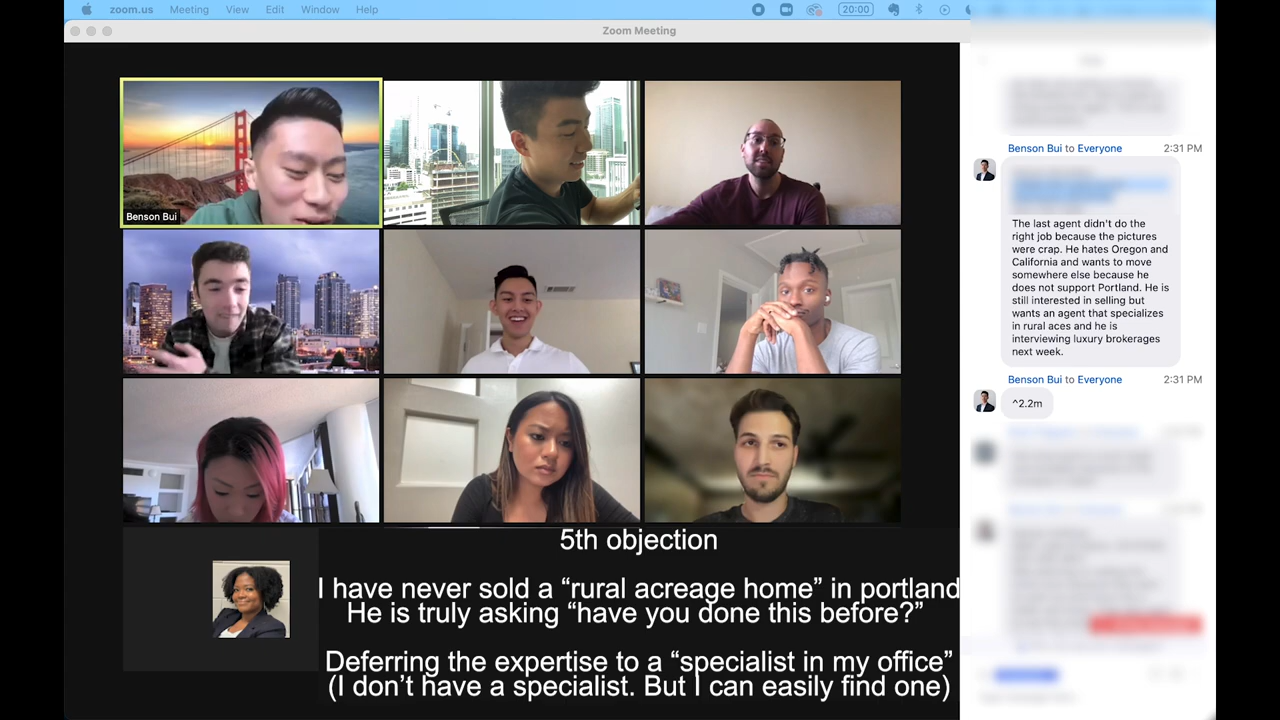 zoom.us Meeting View Edit Window Help 20:00
Zoom Meeting
Benson Bui
Benson Bui to Everyone 2:31 PM
The last agent didn't do the
right job because the pictures
were crap. He hates Oregon and
California and wants to move
somewhere else because he
does not support Portland. He is
still interested in selling but
wants an agent that specializes
in rural aces and he is
interviewing luxury brokerages
next week.
Benson Bui to Everyone 2:31 PM
^2.2m
5th objection
I have never sold a “rural acreage home” in portland
He is truly asking “have you done this before?”
Deferring the expertise to a “specialist in my office”
(I don’t have a specialist. But I can easily find one)